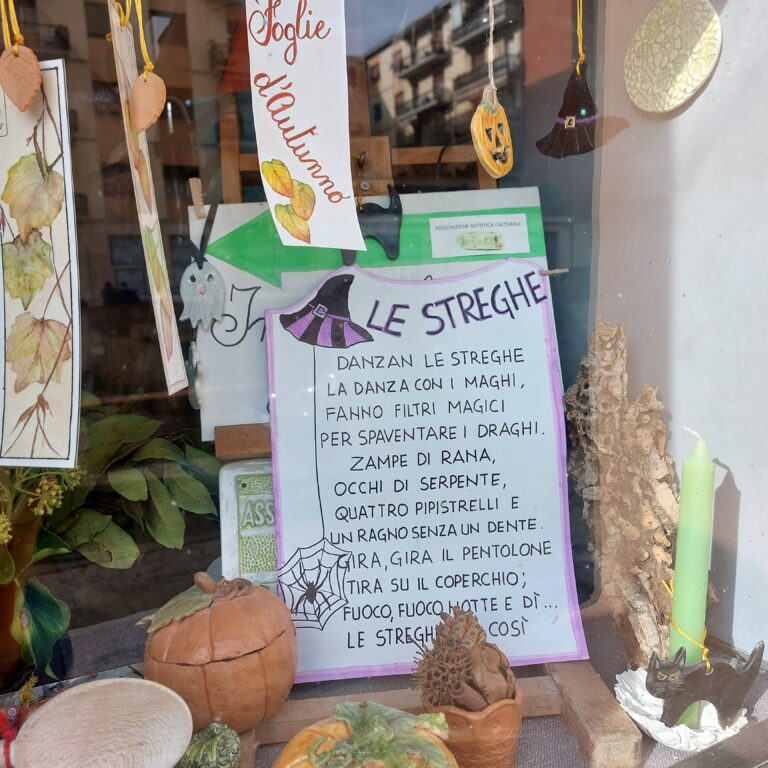 Foglie
d'Autunno
ASSOCIAZIONE ARTISTICA CULTURALE
LE STREGHE
DANZAN LE STREGHE
LA DANZA CON I MAGHI,
FANNO FILTRI MAGICI
PER SPAVENTARE I DRAGHI.
ZAMPE DI RANA,
OCCHI DI SERPENTE,
QUATTRO PIPISTRELLI E
UN RAGNO SENZA UN DENTE.
GIRA, GIRA IL PENTOLONE
TIRA SU IL COPERCHIO;
FUOCO, FUOCO, NOTTE E DÌ...
LE STREGHE COSÌ
ASS